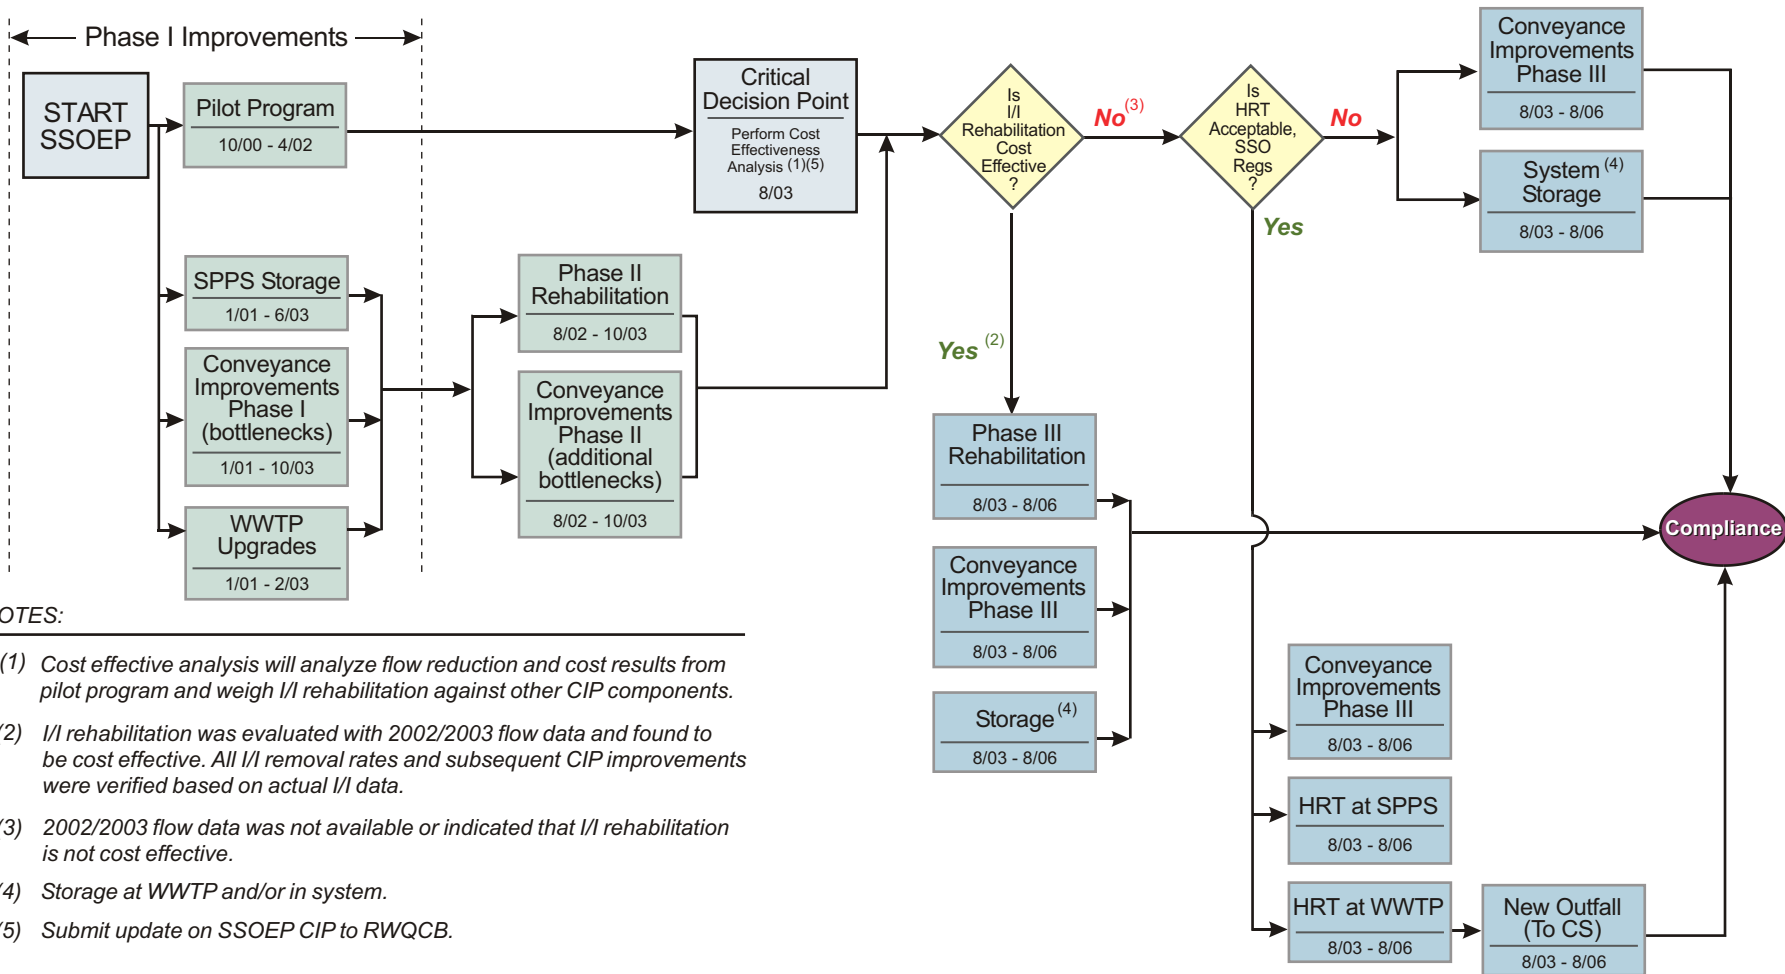 Phase I Improvements
START
SSOEP
Pilot Program
10/00 - 4/02
SPPS Storage
1/01 - 6/03
Conveyance
Improvements
Phase I
(bottlenecks)
1/01 - 10/03
WWTP
Upgrades
1/01 - 2/03
Phase II
Rehabilitation
8/02 - 10/03
Conveyance
Improvements
Phase II
(additional
bottlenecks)
8/02 - 10/03
Critical
Decision Point
Perform Cost
Effectiveness
Analysis (1)(5)
8/03
Is
I/I
Rehabilitation
Cost
Effective
?
No (3)
Yes (2)
Is
HRT
Acceptable,
SSO
Regs
?
No
Yes
Conveyance
Improvements
Phase III
8/03 - 8/06
System (4)
Storage
8/03 - 8/06
Phase III
Rehabilitation
8/03 - 8/06
Conveyance
Improvements
Phase III
8/03 - 8/06
Storage (4)
8/03 - 8/06
Compliance
Conveyance
Improvements
Phase III
8/03 - 8/06
HRT at SPPS
8/03 - 8/06
HRT at WWTP
8/03 - 8/06
New Outfall
(To CS)
8/03 - 8/06
OTES:
(1) Cost effective analysis will analyze flow reduction and cost results from
pilot program and weigh I/I rehabilitation against other CIP components.
(2) I/I rehabilitation was evaluated with 2002/2003 flow data and found to
be cost effective. All I/I removal rates and subsequent CIP improvements
were verified based on actual I/I data.
(3) 2002/2003 flow data was not available or indicated that I/I rehabilitation
is not cost effective.
(4) Storage at WWTP and/or in system.
(5) Submit update on SSOEP CIP to RWQCB.